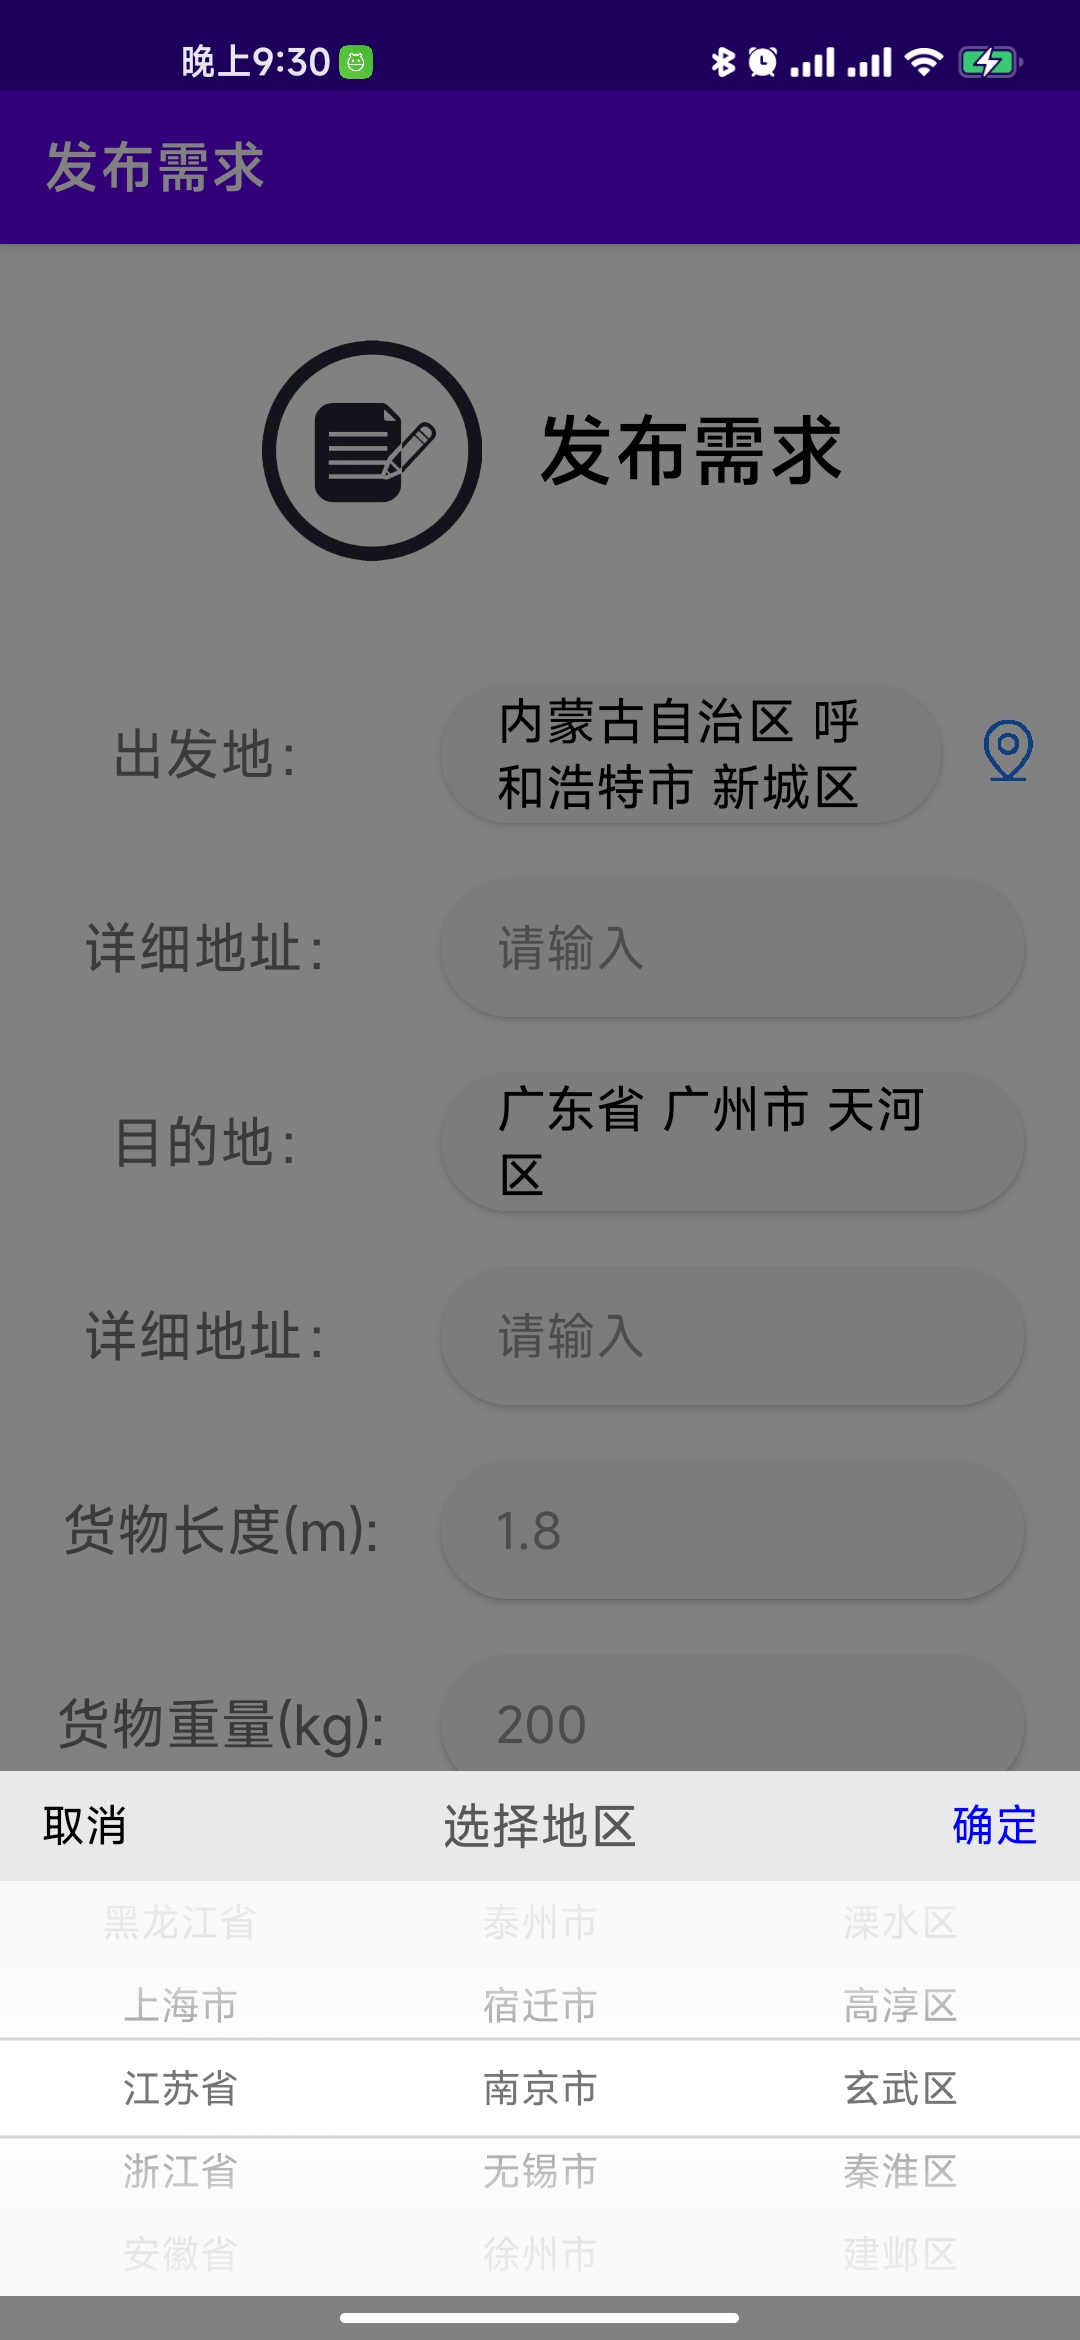 晚上9:30
发布需求
发布需求
出发地:
内蒙古自治区 呼
和浩特市 新城区
详细地址:
请输入
目的地:
广东省 广州市 天河
区
详细地址:
请输入
货物长度(m):
1.8
货物重量(kg):
200
取消 选择地区 确定
黑龙江省 泰州市 溧水区
上海市 宿迁市 高淳区
江苏省 南京市 玄武区
浙江省 无锡市 秦淮区
安徽省 徐州市 建邺区